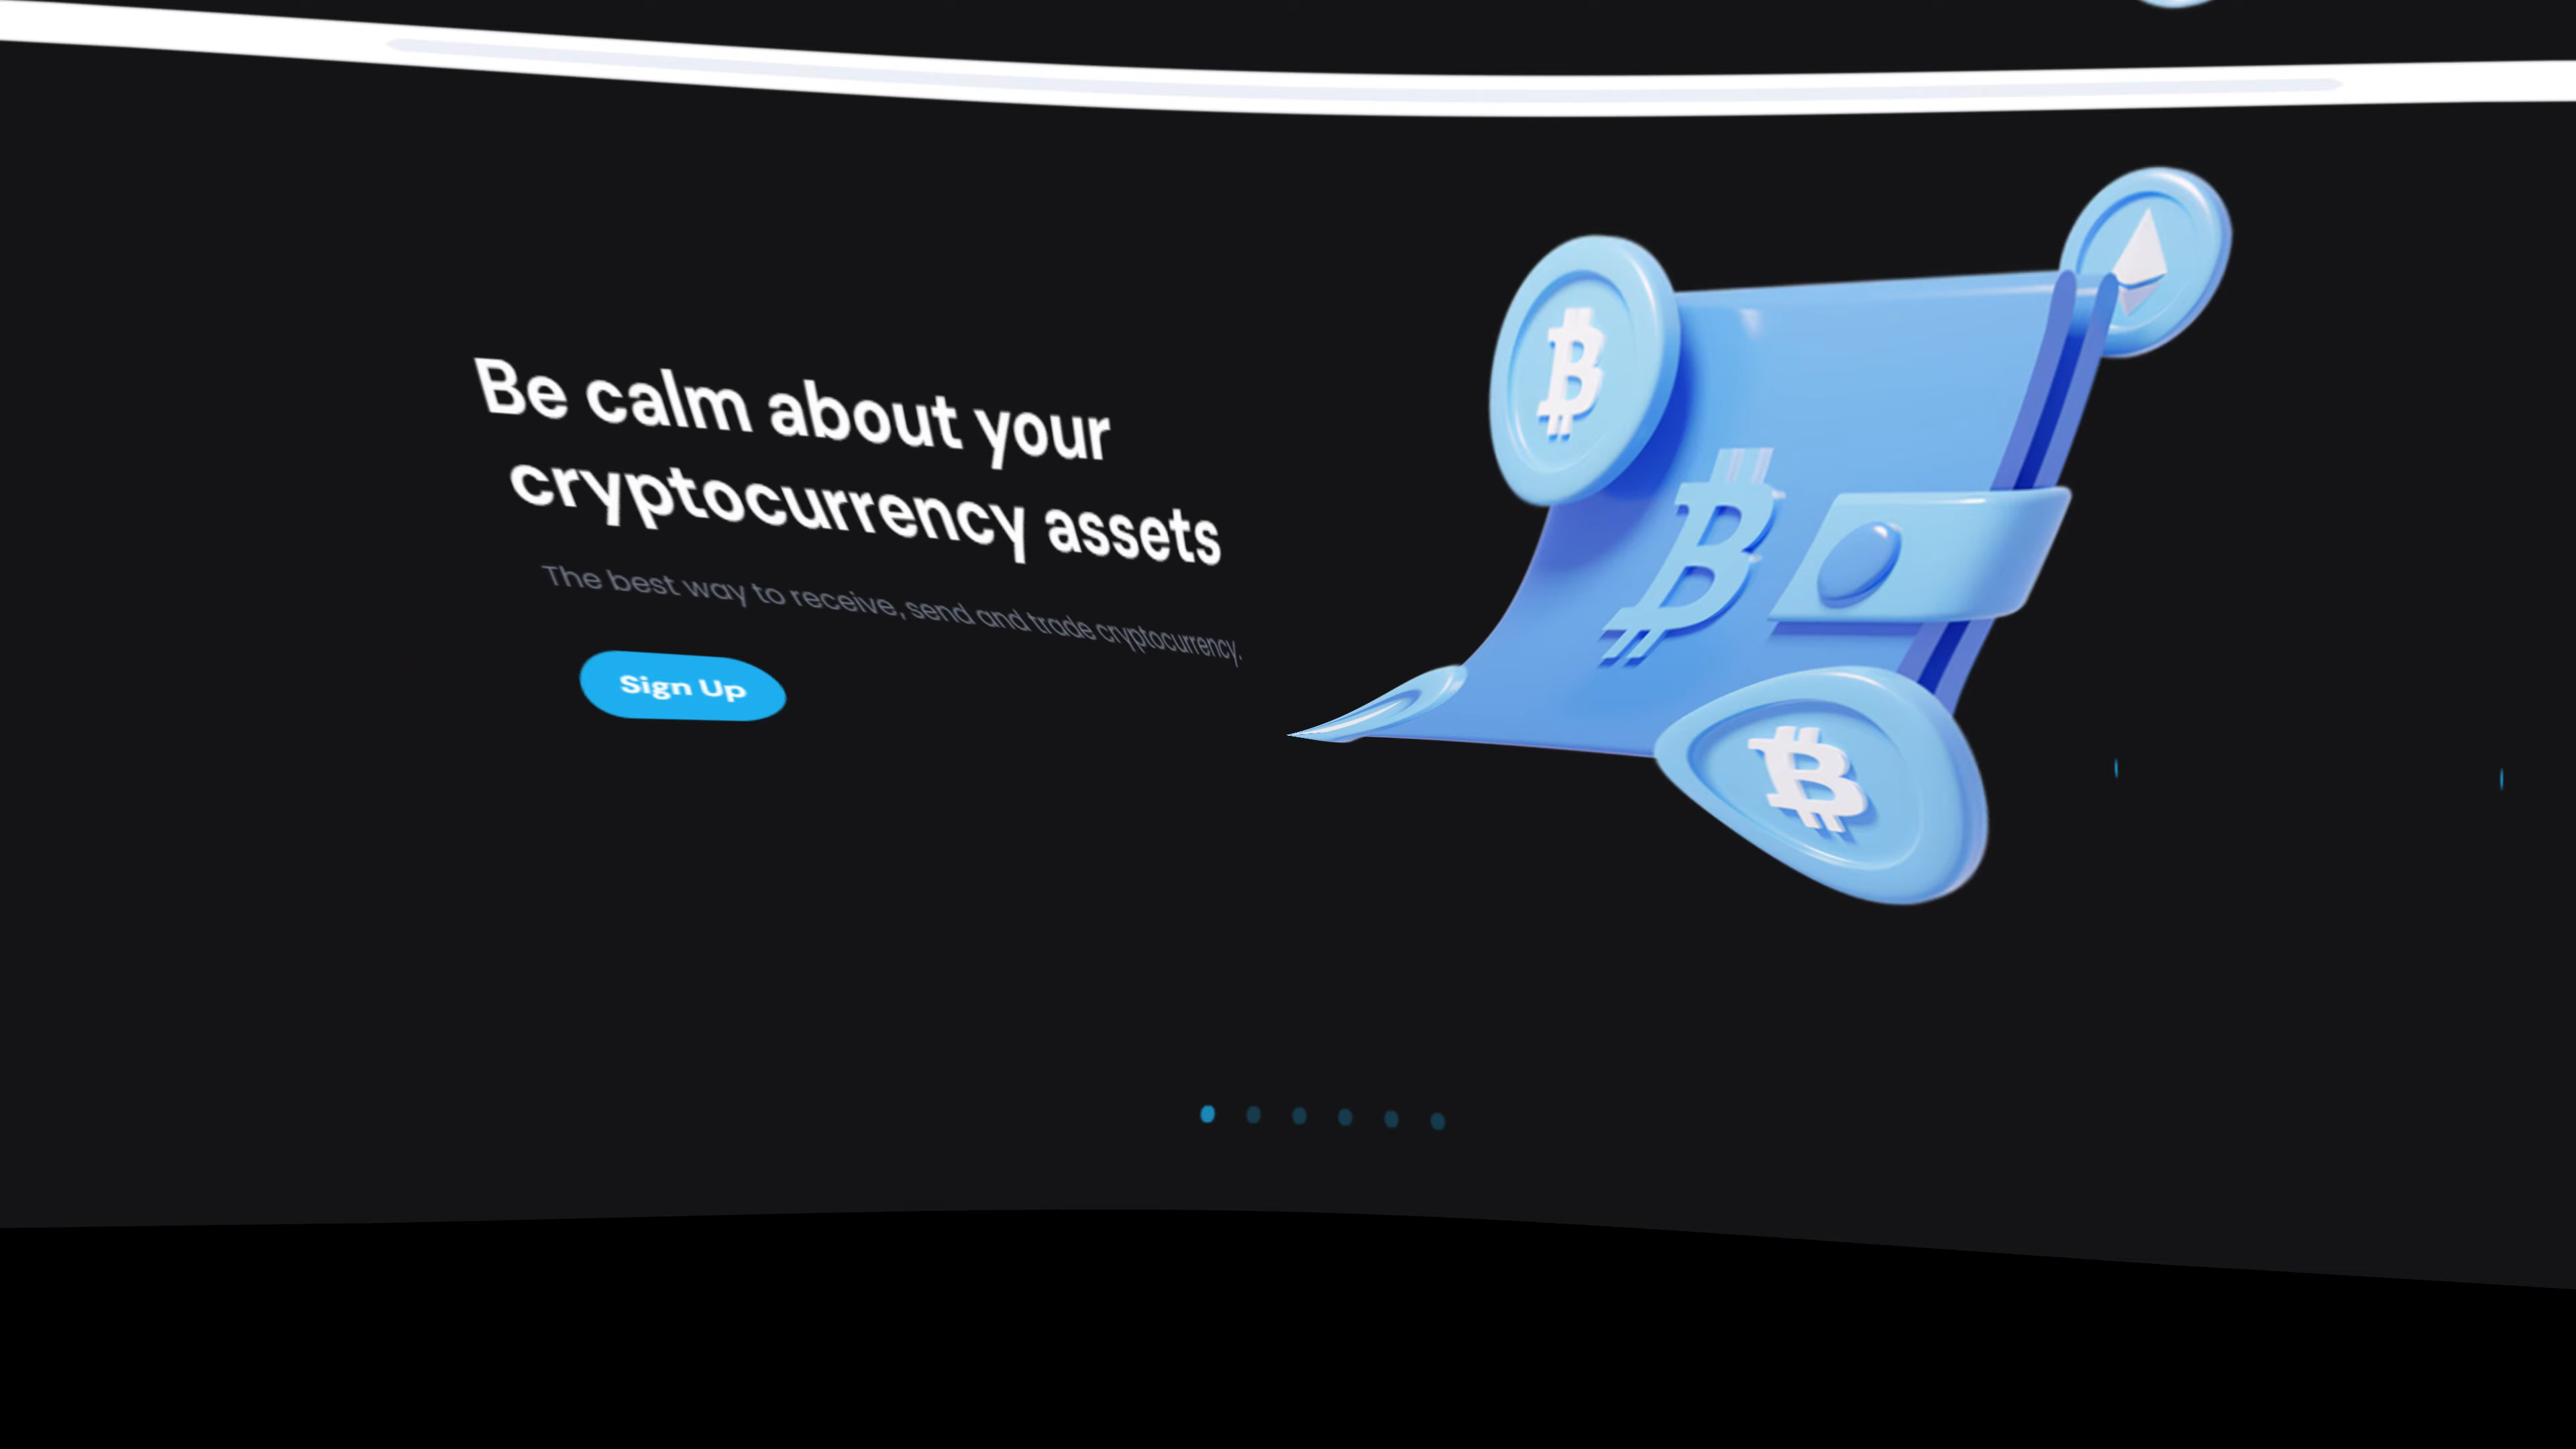 Be calm about your
cryptocurrency assets
The best way to receive, send and trade cryptocurrency.
Sign Up